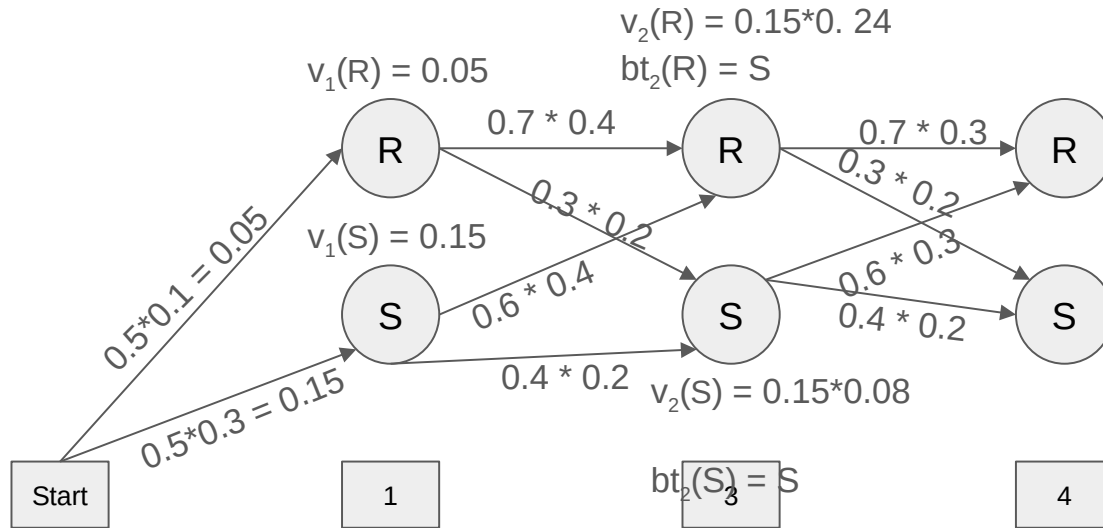 v₂(R) = 0.15*0. 24
v₁(R) = 0.05
bt₂(R) = S
0.7 * 0.4
0.7 * 0.3
R
R
R
0.3 * 0.2
0.3 * 0.2
v₁(S) = 0.15
0.5*0.1 = 0.05
0.6 * 0.4
0.6 * 0.3
S
S
S
0.4 * 0.2
0.4 * 0.2
0.5*0.3 = 0.15
v₂(S) = 0.15*0.08
bt₂(S) = S
Start
1
3
4